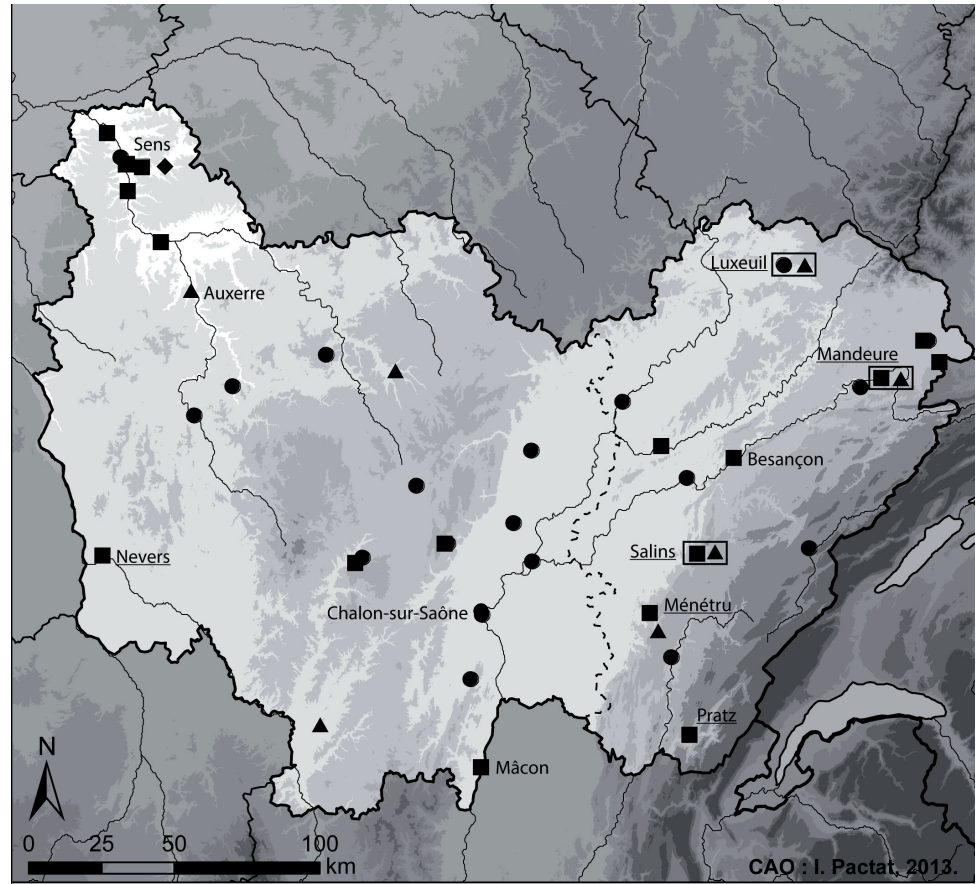 Sens
Luxeuil
Auxerre
Mandeure
Besançon
Nevers
Salins
Ménétru
Chalon-sur-Saône
Pratz
N
Mâcon
0 25 50 100
km
CAO : I. Pactat, 2013.